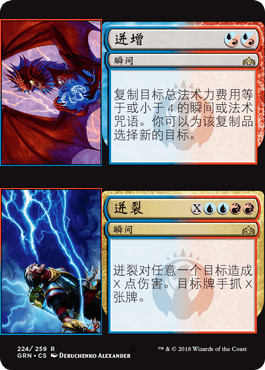 迸增
瞬间
复制目标总法术力费用等
于或小于4的瞬间或法术
咒语。你可以为该复制品
选择新的目标。
迸裂 X
瞬间
迸裂对任意一个目标造成
X点伤害。目标牌手抓X
张牌。
224/259 R
GRN • CS DERUCHENKO ALEXANDER
™ & © 2018 Wizards of the Coast